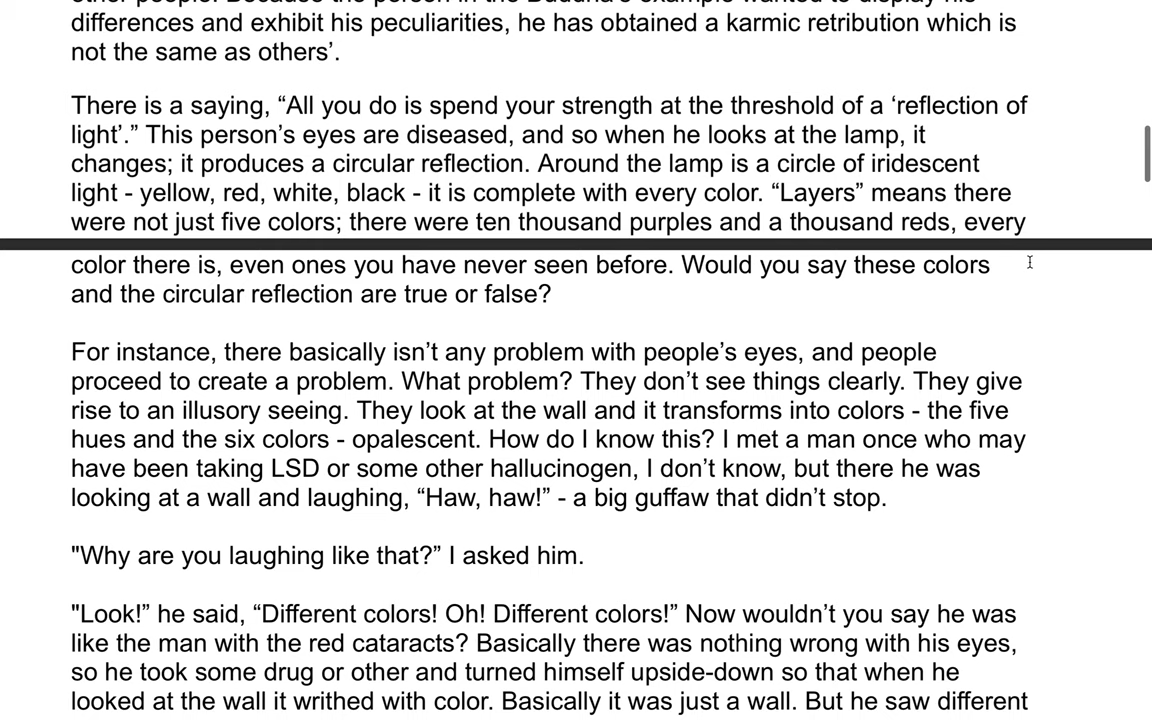 other people. Because the person in the Buddha's example wanted to display his
differences and exhibit his peculiarities, he has obtained a karmic retribution which is
not the same as others’.
There is a saying, “All you do is spend your strength at the threshold of a ‘reflection of
light’.” This person’s eyes are diseased, and so when he looks at the lamp, it
changes; it produces a circular reflection. Around the lamp is a circle of iridescent
light - yellow, red, white, black - it is complete with every color. “Layers” means there
were not just five colors; there were ten thousand purples and a thousand reds, every
color there is, even ones you have never seen before. Would you say these colors
and the circular reflection are true or false?
For instance, there basically isn’t any problem with people’s eyes, and people
proceed to create a problem. What problem? They don’t see things clearly. They give
rise to an illusory seeing. They look at the wall and it transforms into colors - the five
hues and the six colors - opalescent. How do I know this? I met a man once who may
have been taking LSD or some other hallucinogen, I don’t know, but there he was
looking at a wall and laughing, “Haw, haw!” - a big guffaw that didn’t stop.
"Why are you laughing like that?” I asked him.
"Look!” he said, “Different colors! Oh! Different colors!” Now wouldn’t you say he was
like the man with the red cataracts? Basically there was nothing wrong with his eyes,
so he took some drug or other and turned himself upside-down so that when he
looked at the wall it writhed with color. Basically it was just a wall. But he saw different